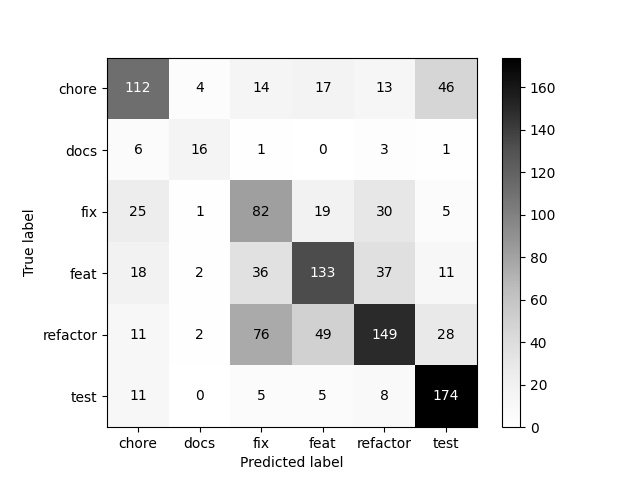 chore 112 4 14 17 13 46
docs 6 16 1 0 3 1
fix 25 1 82 19 30 5
feat 18 2 36 133 37 11
refactor 11 2 76 49 149 28
test 11 0 5 5 8 174
chore docs fix feat refactor test
Predicted label
True label
160
140
120
100
80
60
40
20
0